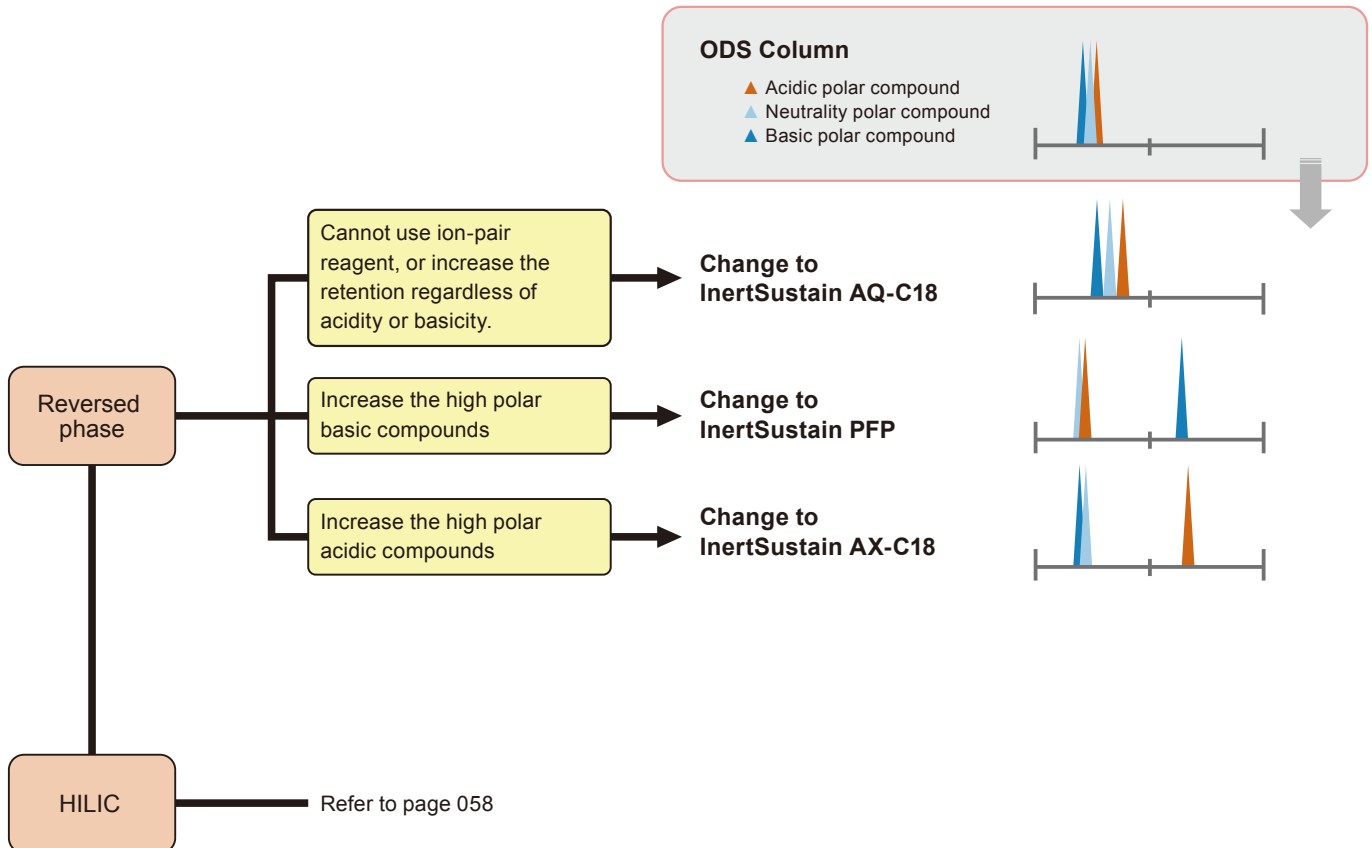 ODS Column
Acidic polar compound
Neutrality polar compound
Basic polar compound
Cannot use ion-pair
reagent, or increase the
retention regardless of
acidity or basicity.
Change to
InertSustain AQ-C18
Reversed
phase
Increase the high polar
basic compounds
Change to
InertSustain PFP
Increase the high polar
acidic compounds
Change to
InertSustain AX-C18
HILIC
Refer to page 058